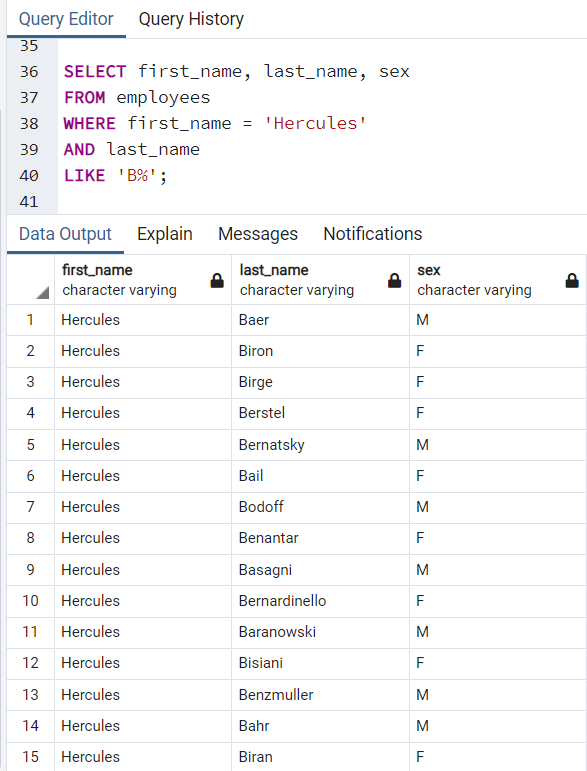 Query Editor Query History
35
36 SELECT first_name, last_name, sex
37 FROM employees
38 WHERE first_name = 'Hercules'
39 AND last_name
40 LIKE 'B%';
41
Data Output Explain Messages Notifications
first_name last_name sex
character varying character varying character varying
1 Hercules Baer M
2 Hercules Biron F
3 Hercules Birge F
4 Hercules Berstel F
5 Hercules Bernatsky M
6 Hercules Bail F
7 Hercules Bodoff M
8 Hercules Benantar F
9 Hercules Basagni M
10 Hercules Bernardinello F
11 Hercules Baranowski M
12 Hercules Bisiani F
13 Hercules Benzmuller M
14 Hercules Bahr M
15 Hercules Biran F